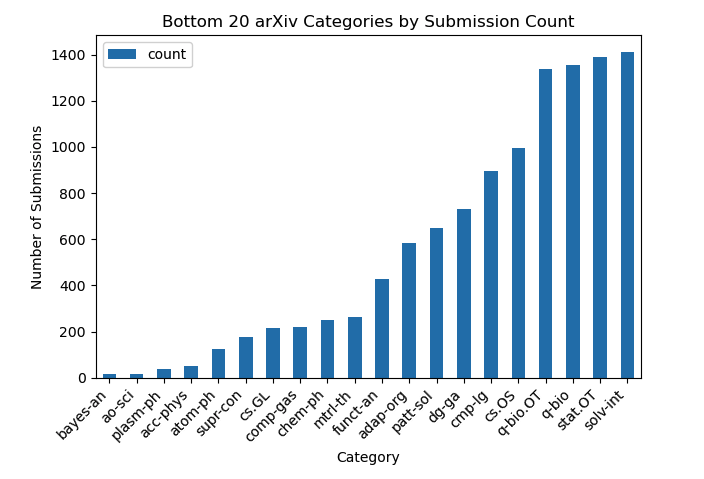 Bottom 20 arXiv Categories by Submission Count
count
Number of Submissions
1400
1200
1000
800
600
400
200
0
bayes-an
ao-sci
plasm-ph
acc-phys
atom-ph
supr-con
cs.GL
comp-gas
chem-ph
mtrl-th
funct-an
adap-org
patt-sol
dg-ga
cmp-lg
cs.OS
q-bio.OT
q-bio
stat.OT
solv-int
Category